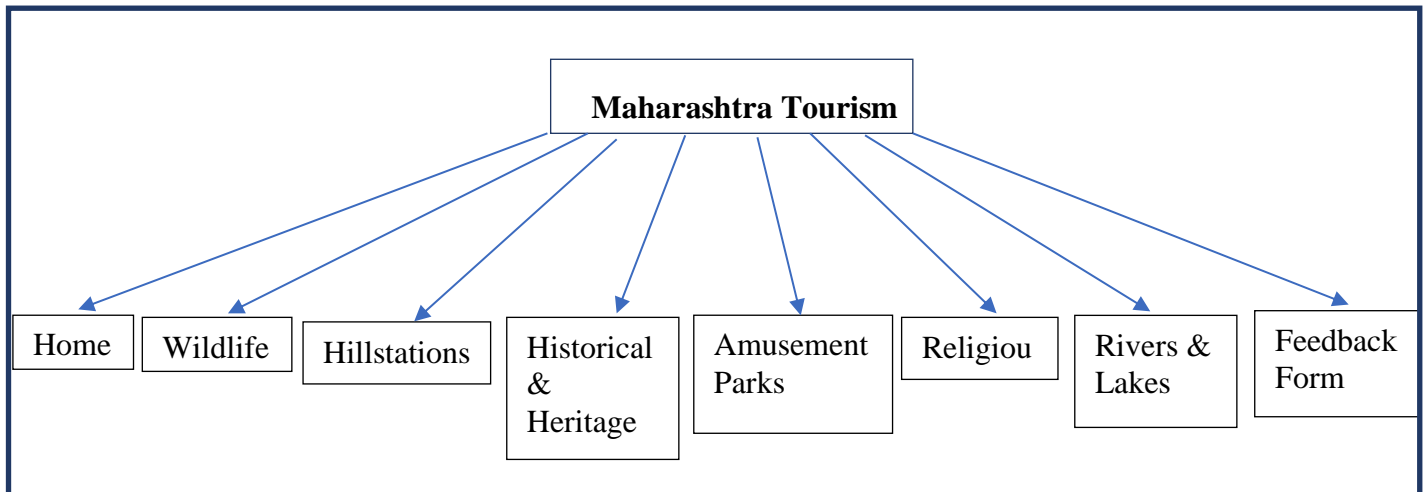 Maharashtra Tourism
Home
Wildlife
Hillstations
Historical
&
Heritage
Amusement
Parks
Religiou
Rivers &
Lakes
Feedback
Form